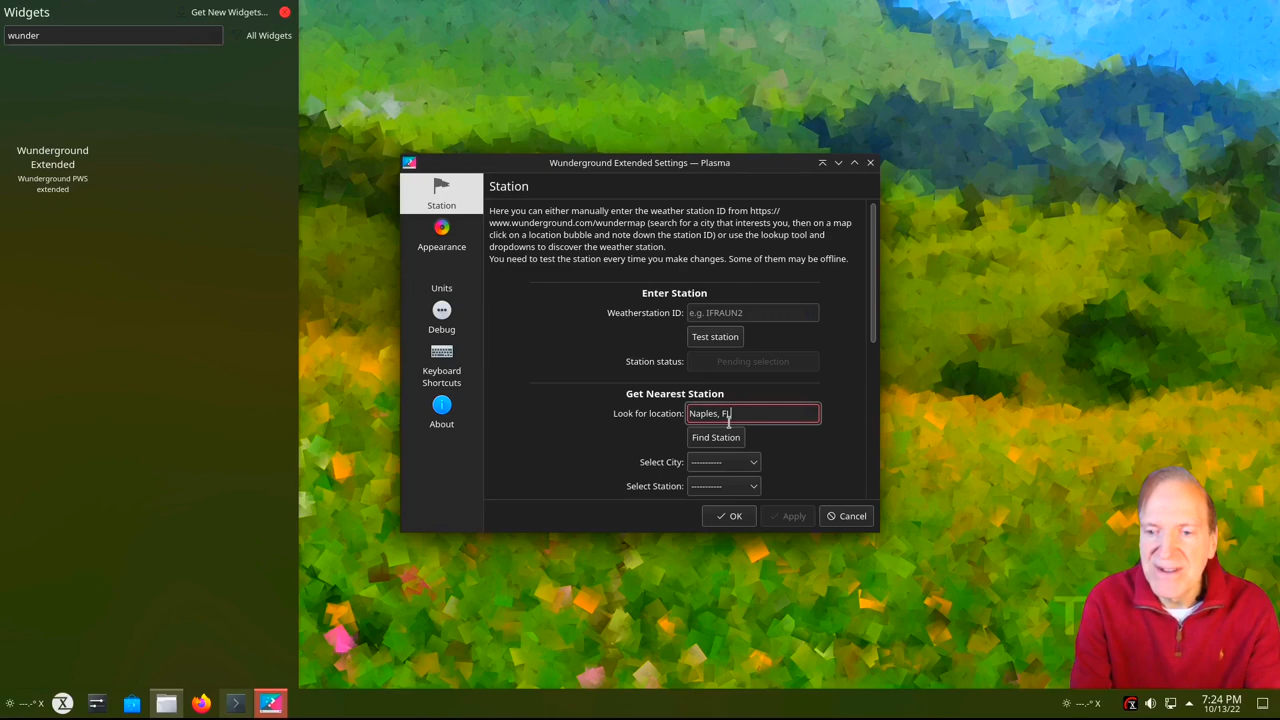 Widgets
Get New Widgets...
wunder
All Widgets
Wunderground
Extended
Wunderground PWS
extended
Wunderground Extended Settings — Plasma
Station
Appearance
Units
Debug
Keyboard
Shortcuts
About
Station
Here you can either manually enter the weather station ID from https://
www.wunderground.com/wundermap (search for a city that interests you, then on a map
click on a location bubble and note down the station ID) or use the lookup tool and
dropdowns to discover the weather station.
You need to test the station every time you make changes. Some of them may be offline.
Enter Station
Weatherstation ID: e.g. IFRAUN2
Test station
Station status: Pending selection
Get Nearest Station
Look for location: Naples, FL
Find Station
Select City: -----------
Select Station: -----------
OK
Apply
Cancel
---.-° X
---.-° X
7:24 PM
10/13/22